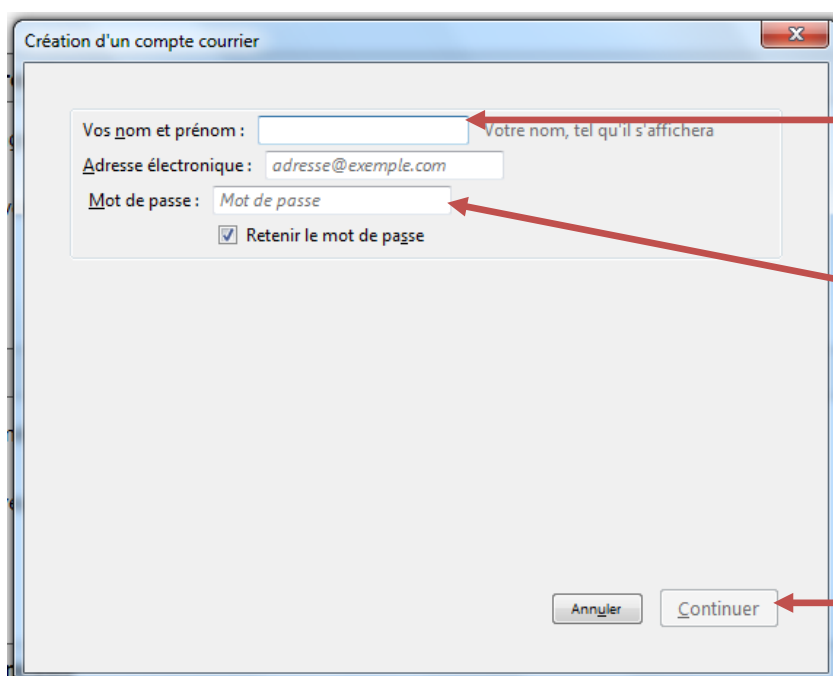 Création d'un compte courrier
Vos nom et prénom : Votre nom, tel qu'il s'affichera
Adresse électronique : adresse@exemple.com
Mot de passe : Mot de passe
Retenir le mot de passe
Annuler Continuer